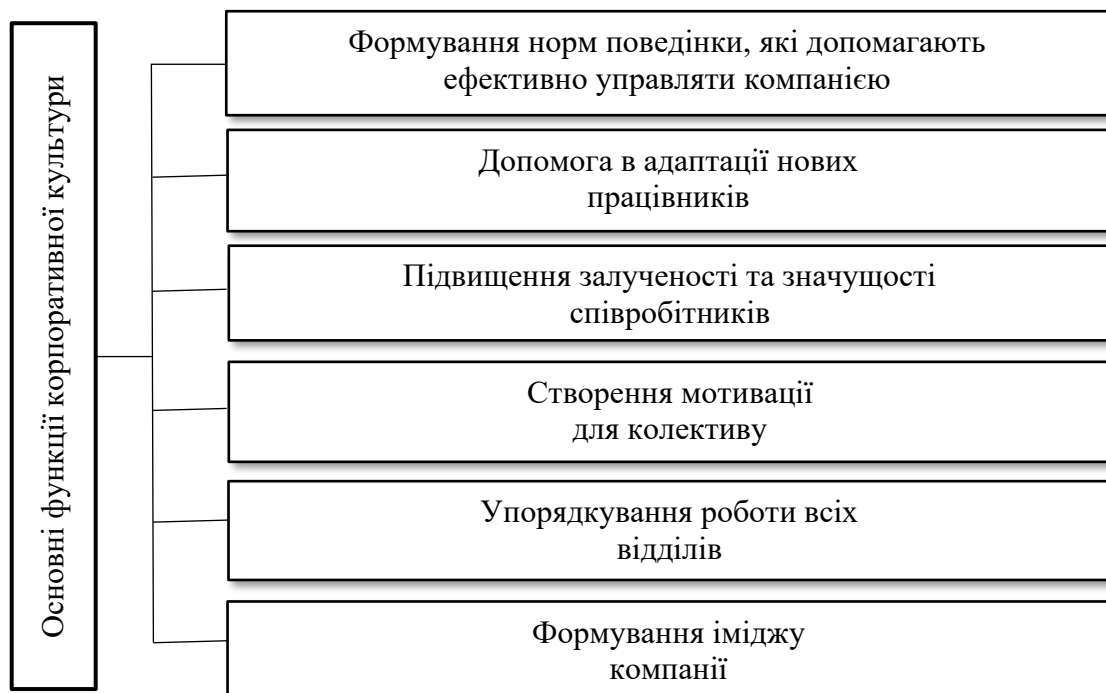 Основні функції корпоративної культури
Формування норм поведінки, які допомагають
ефективно управляти компанією
Допомога в адаптації нових
працівників
Підвищення залученості та значущості
співробітників
Створення мотивації
для колективу
Упорядкування роботи всіх
відділів
Формування іміджу
компанії